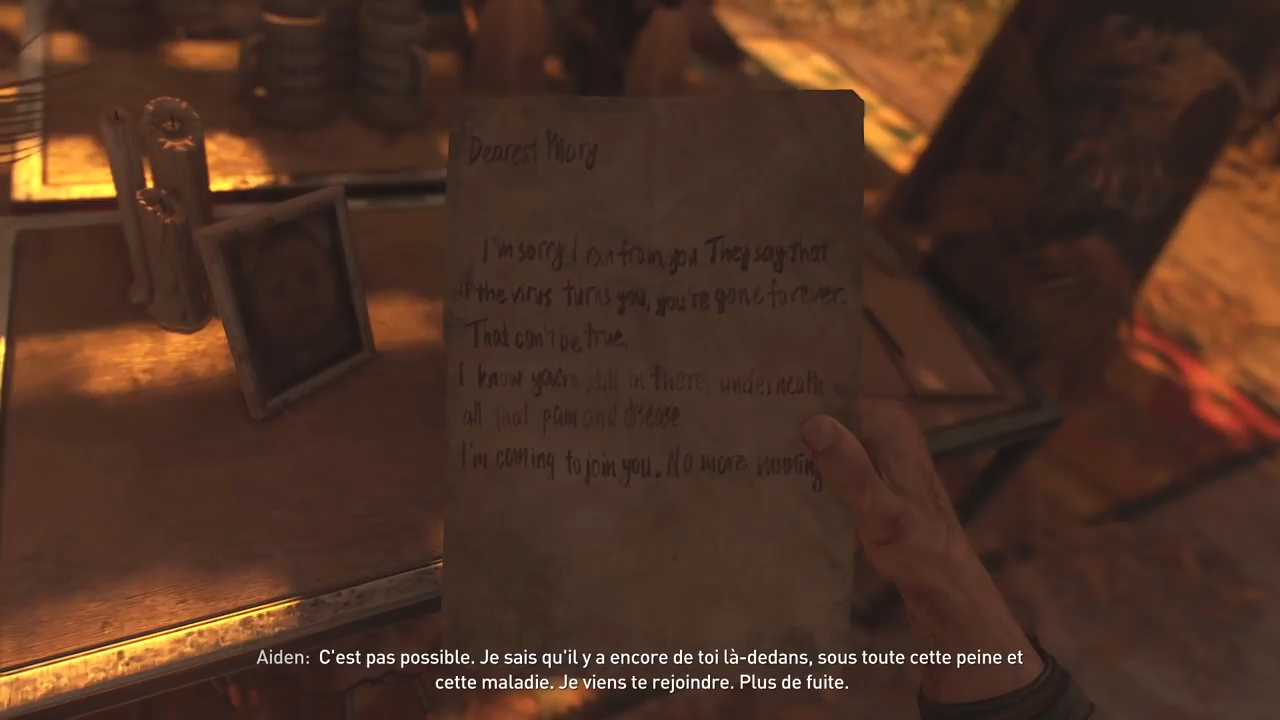 Dearest Mary
I'm sorry I ran from you They say that
if the virus turns you, you're gone forever.
That can't be true.
I know you're still in there, underneath
all that pain and disease
I'm coming to join you. No more running
Aiden: C'est pas possible. Je sais qu'il y a encore de toi là-dedans, sous toute cette peine et
cette maladie. Je viens te rejoindre. Plus de fuite.